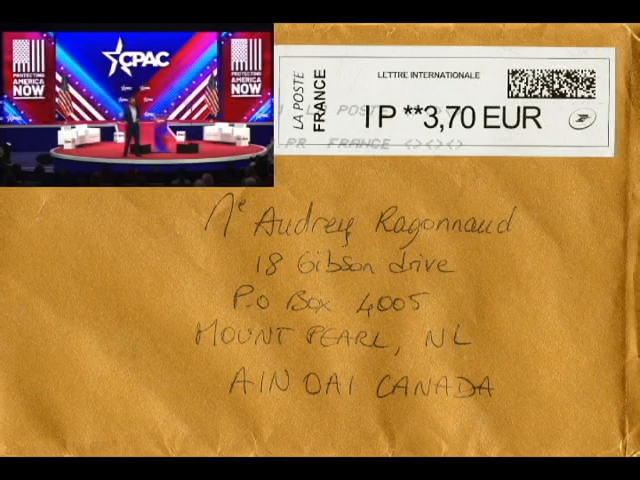 PROTECTING
AMERICA
NOW
CPAC
PROTECTING
AMERICA
NOW
LA POSTE
FRANCE
LETTRE INTERNATIONALE
IP **3,70 EUR
FRANCE <><><>
Audrey Ragonnaud
18 Gibson drive
P.O Box 4005
MOUNT PEARL, NL
A1N 0A1 CANADA